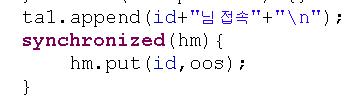 ta1.append(id+"님 접속"+"\n");
synchronized(hm){
hm.put(id,oos);
}